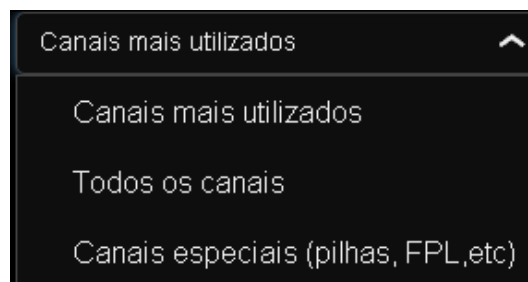 Canais mais utilizados
Canais mais utilizados
Todos os canais
Canais especiais (pilhas, FPL,etc)